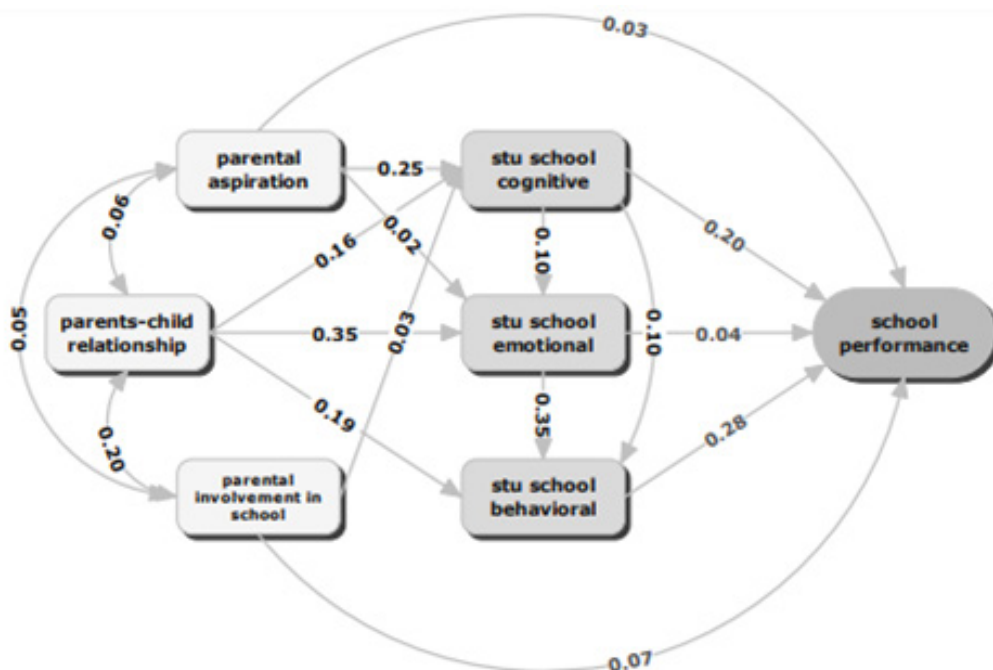 0.03
parental
aspiration
0.25
stu school
cognitive
0.06
0.02
0.16
0.10
0.20
0.05
parents-child
relationship
0.35
0.03
stu school
emotional
0.10
0.04
school
performance
0.19
0.35
0.28
0.20
parental
involvement in
school
stu school
behavioral
0.07